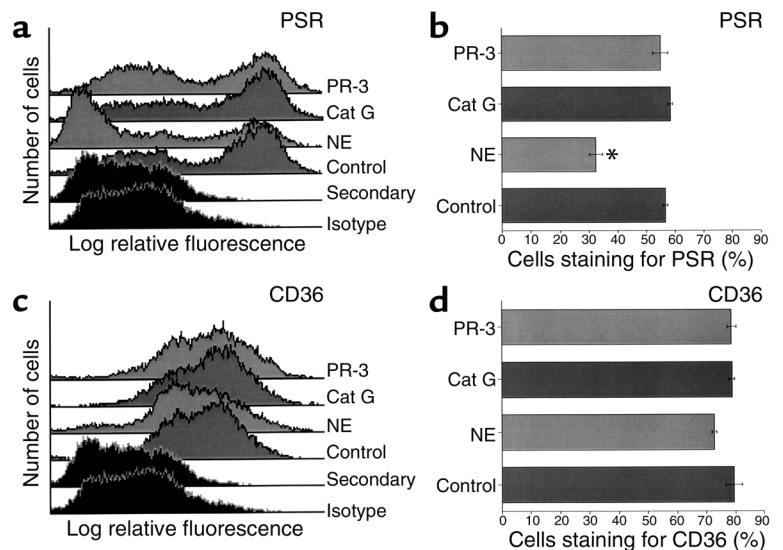 a
PSR
Number of cells
PR-3
Cat G
NE
Control
Secondary
Isotype
Log relative fluorescence
b
PSR
PR-3
Cat G
NE
*
Control
0 10 20 30 40 50 60 70 80 90
Cells staining for PSR (%)
c
CD36
Number of cells
PR-3
Cat G
NE
Control
Secondary
Isotype
Log relative fluorescence
d
CD36
PR-3
Cat G
NE
Control
0 10 20 30 40 50 60 70 80 90
Cells staining for CD36 (%)